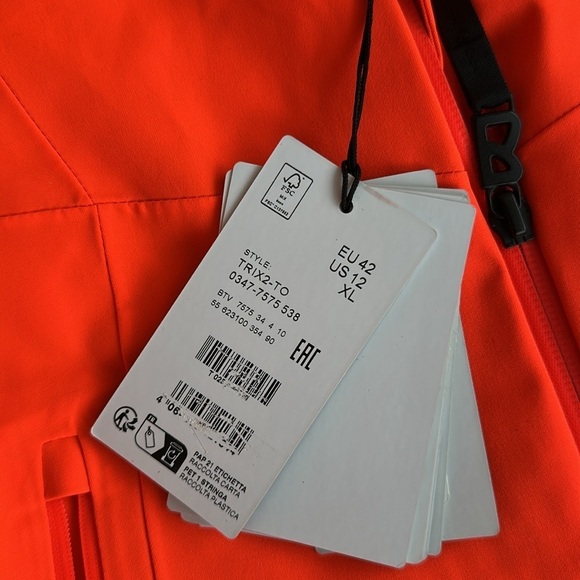 FSC
EU 42
US 12
XL
STYLE:
TRIX2-TO
0347-7575 538
BTV 7575 34 4 10
55 623100 354 90
EAC
PAP 21 ETICHETTA
RACCOLTA CARTA
PET 1 STRINGA
RACCOLTA PLASTICA